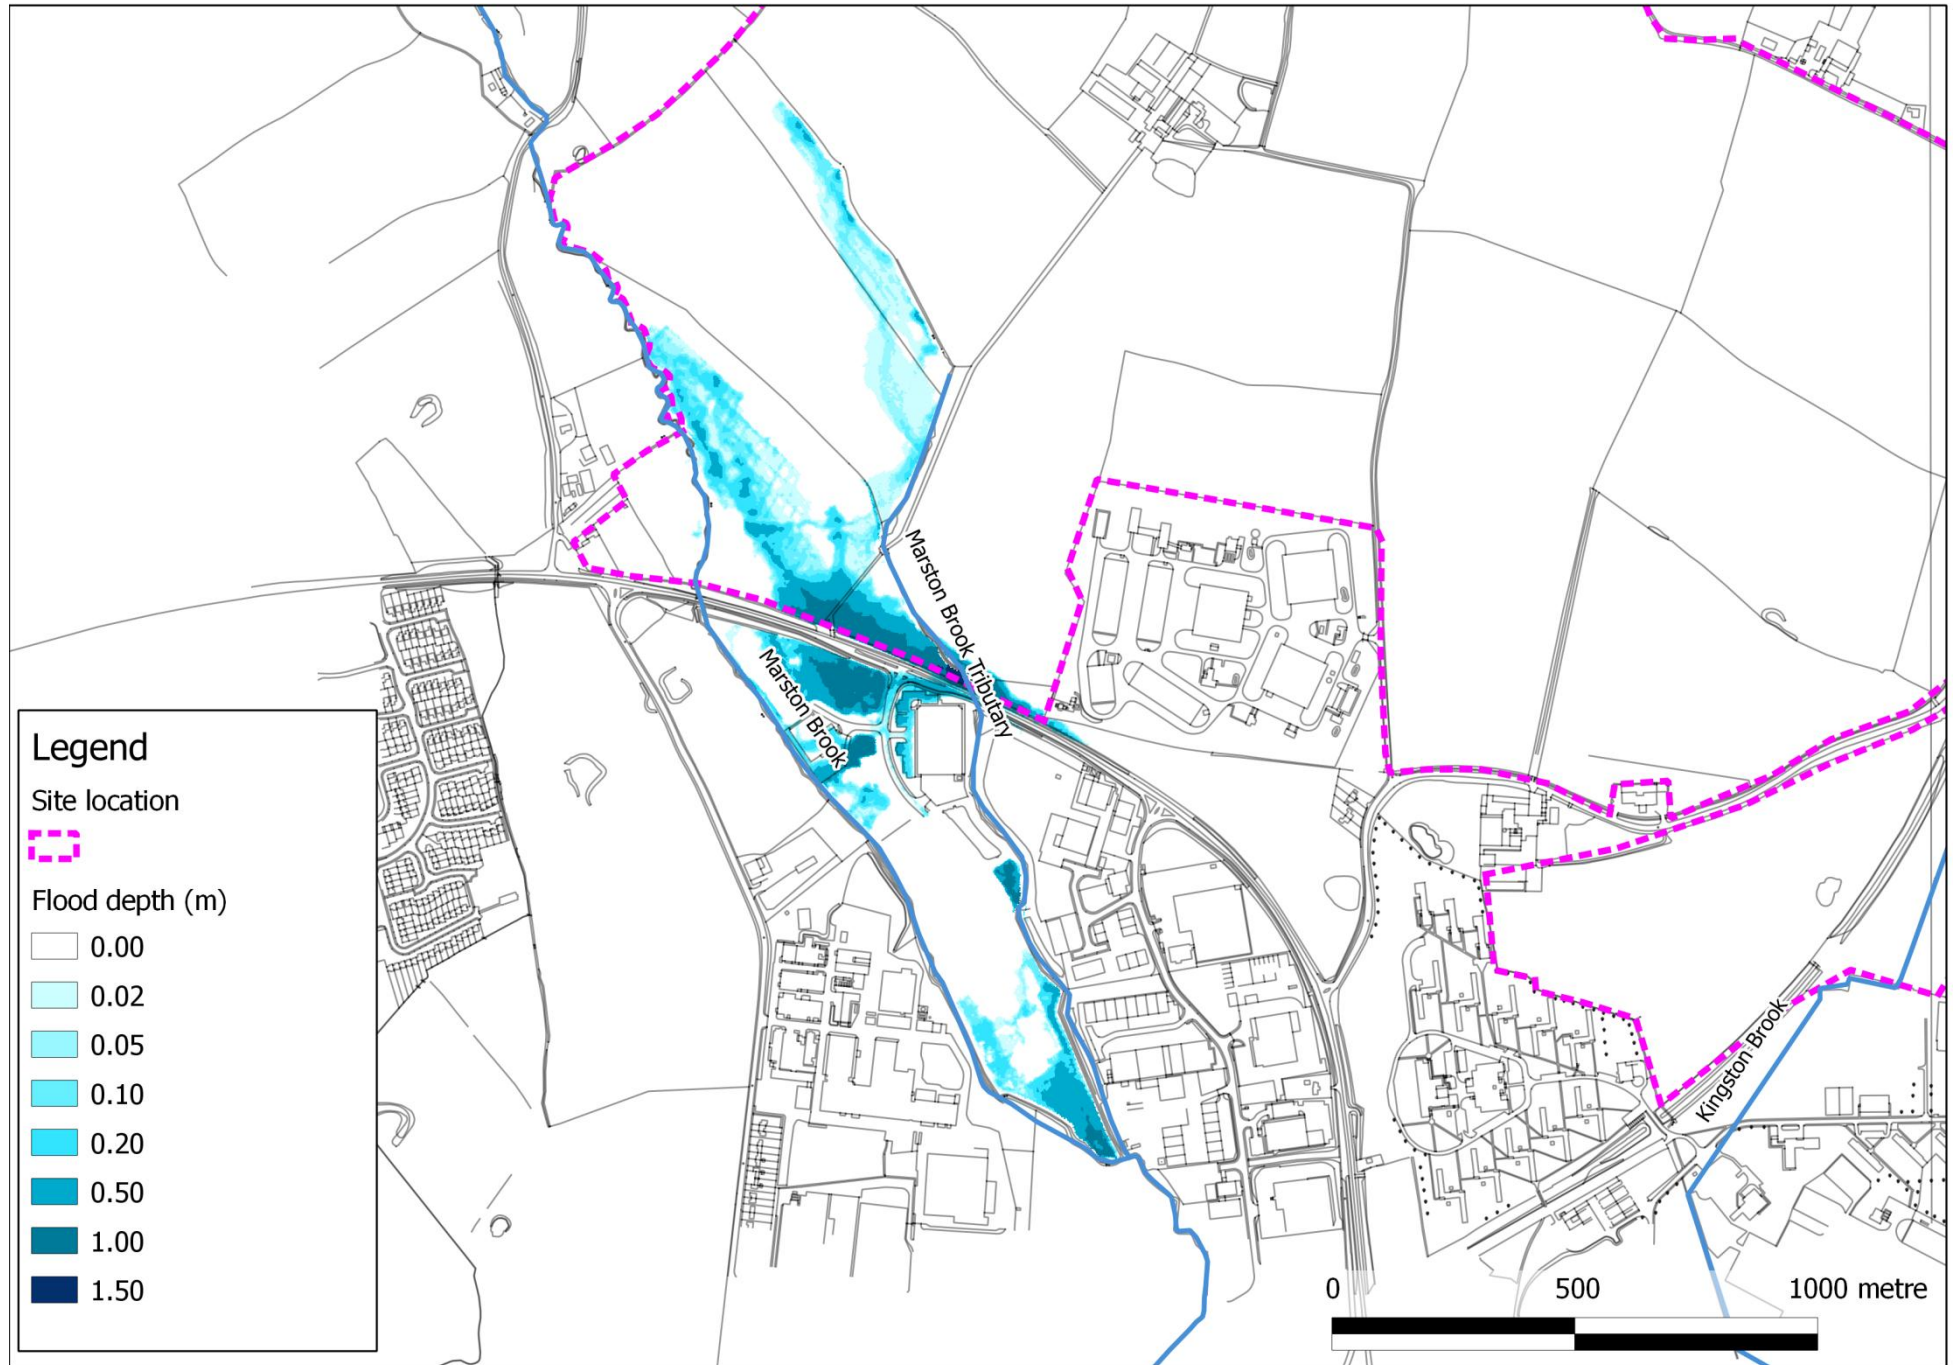 Marston Brook Tributary
Marston Brook
Kingston Brook
Legend
Site location
Flood depth (m)
0.00
0.02
0.05
0.10
0.20
0.50
1.00
1.50
0 500 1000 metre